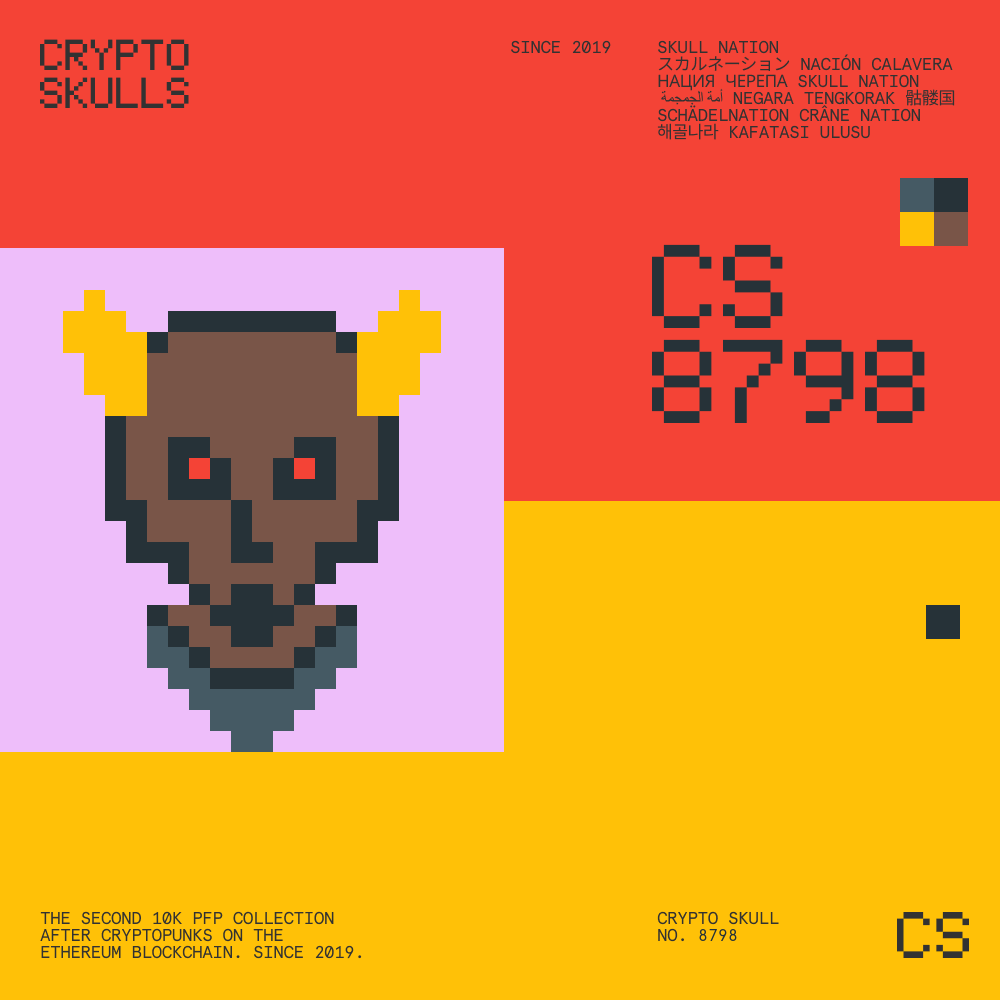 CRYPTO
SKULLS
SINCE 2019
SKULL NATION
スカルネーション NACIÓN CALAVERA
НАЦИЯ ЧЕРЕПА SKULL NATION
أمة الجمجمة NEGARA TENGKORAK 骷髅国
SCHÄDELNATION CRÂNE NATION
해골나라 KAFATASI ULUSU
CS
8798
THE SECOND 10K PFP COLLECTION
AFTER CRYPTOPUNKS ON THE
ETHEREUM BLOCKCHAIN. SINCE 2019.
CRYPTO SKULL
NO. 8798
CS